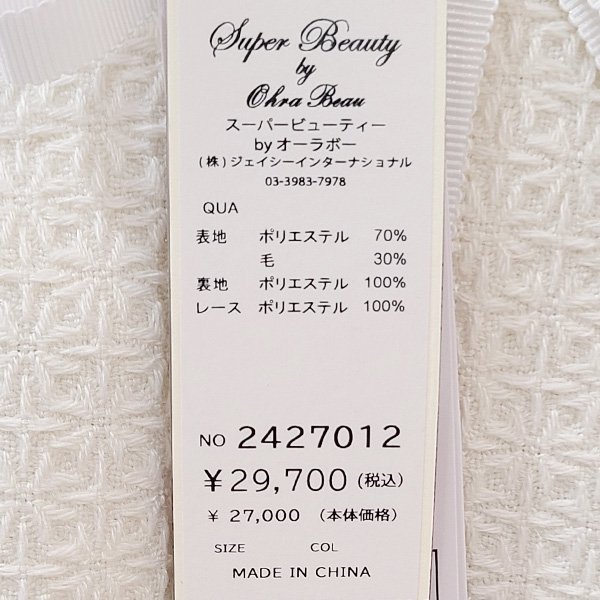 Super Beauty
by
Ohra Beau
スーパービューティー
by オーラボー
(株)ジェイシーインターナショナル
03-3983-7978
QUA
表地 ポリエステル 70%
毛 30%
裏地 ポリエステル 100%
レース ポリエステル 100%
NO 2427012
¥29,700 (税込)
¥ 27,000 (本体価格)
SIZE COL
MADE IN CHINA